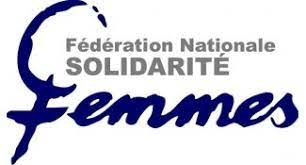 Fédération Nationale
SOLIDARITÉ
Femmes